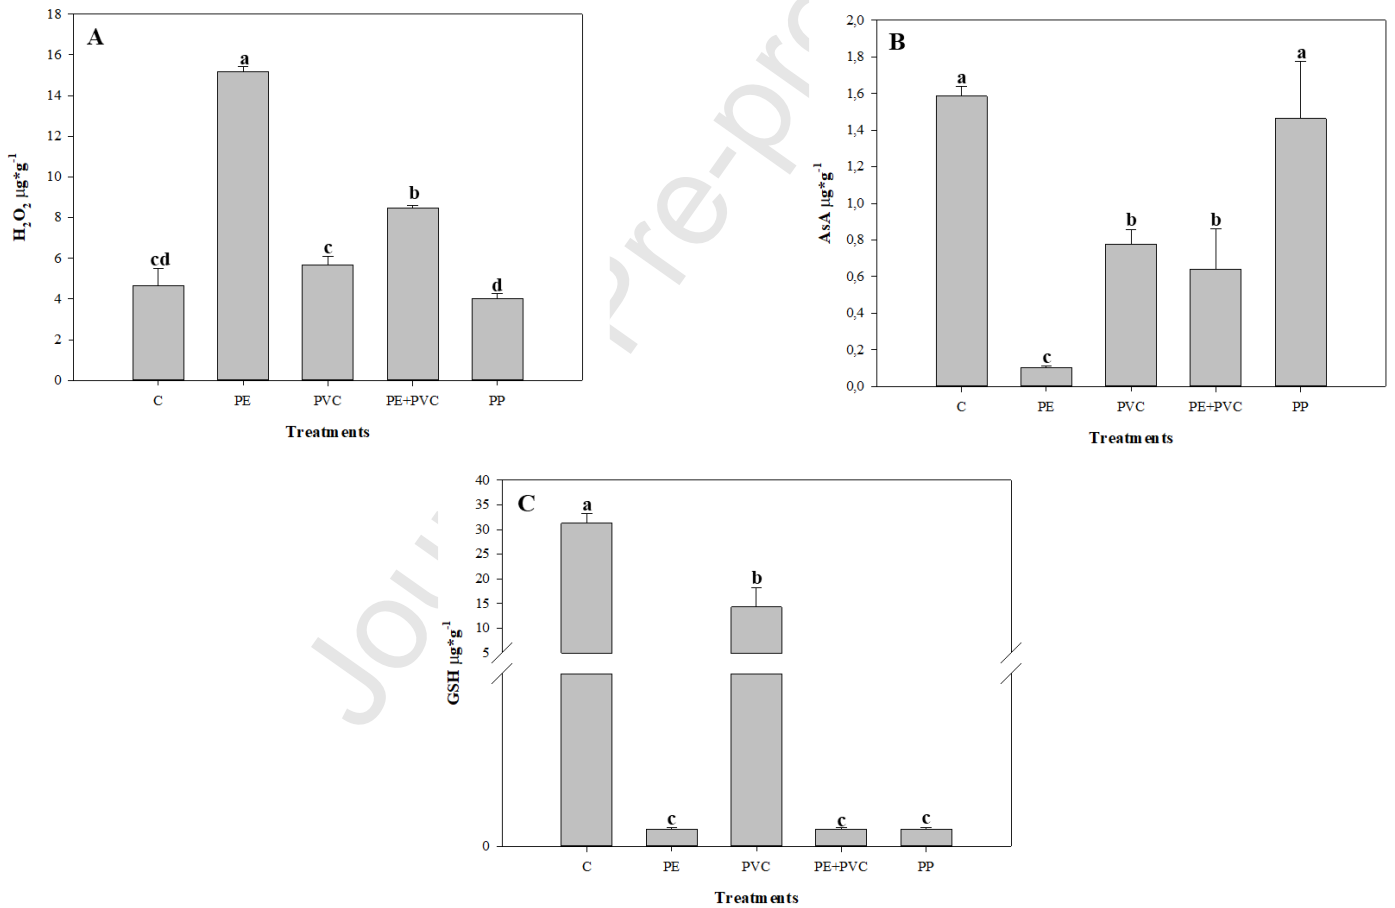 A
H₂O₂ µg*g⁻¹
18
16
14
12
10
8
6
4
2
0
cd
a
c
b
d
C PE PVC PE+PVC PP
Treatments
B
AsA µg*g⁻¹
2,0
1,8
1,6
1,4
1,2
1,0
0,8
0,6
0,4
0,2
0,0
a
c
b
b
a
C PE PVC PE+PVC PP
Treatments
C
GSH µg*g⁻¹
40
35
30
25
20
15
10
5
0
a
c
b
c
c
C PE PVC PE+PVC PP
Treatments
Pre-pro